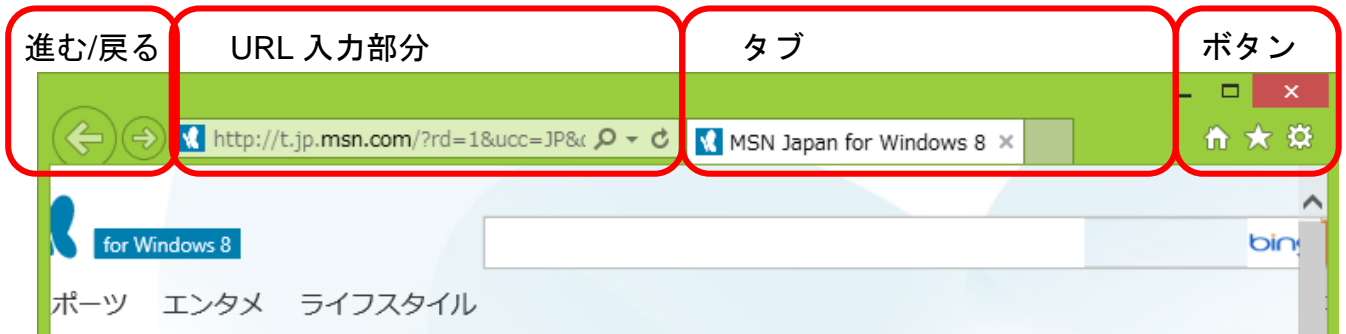 進む/戻る URL 入力部分 タブ ボタン
http://t.jp.msn.com/?rd=1&ucc=JP&c MSN Japan for Windows 8
for Windows 8 bing
ポーツ エンタメ ライフスタイル